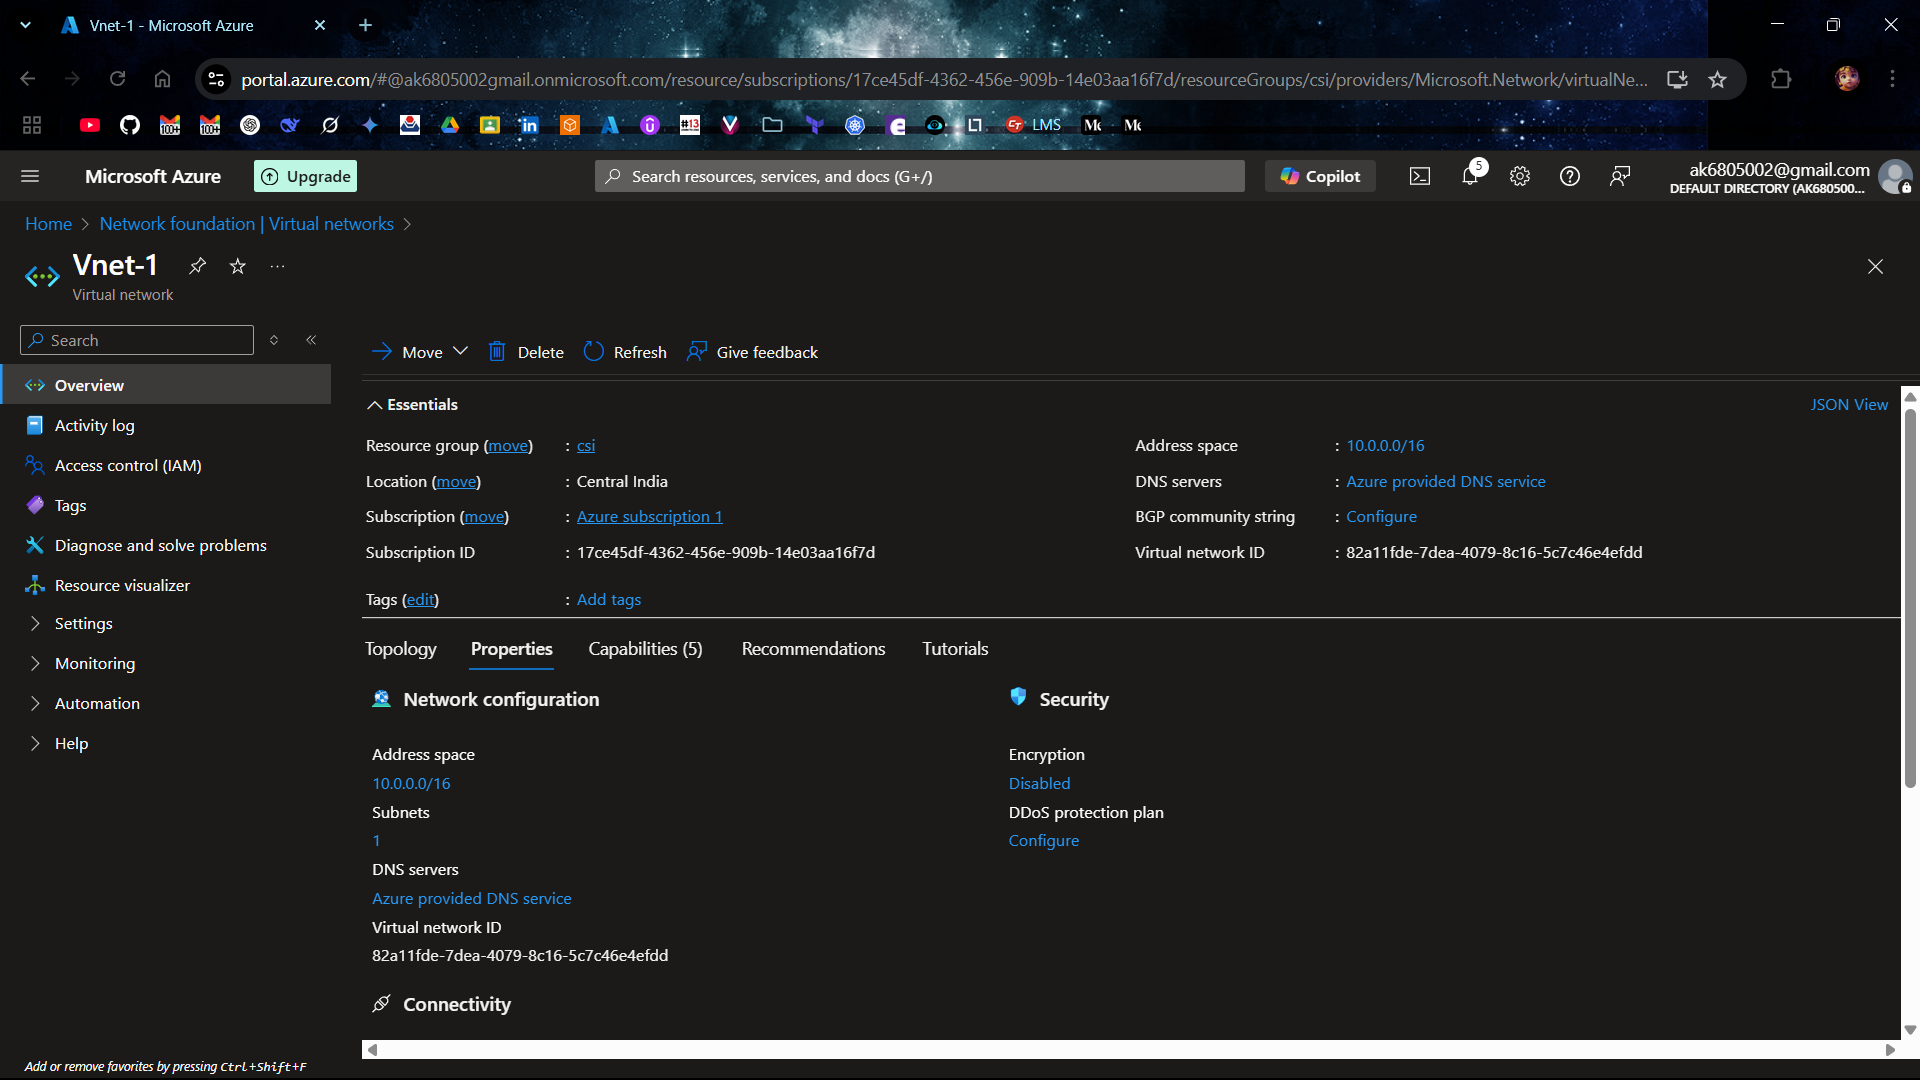 Vnet-1 - Microsoft Azure
portal.azure.com/#@ak6805002gmail.onmicrosoft.com/resource/subscriptions/17ce45df-4362-456e-909b-14e03aa16f7d/resourceGroups/csi/providers/Microsoft.Network/virtualNe...
LMS
Microsoft Azure
Upgrade
Search resources, services, and docs (G+/)
Copilot
5
ak6805002@gmail.com
DEFAULT DIRECTORY (AK680500...
Home > Network foundation | Virtual networks >
Vnet-1
Virtual network
Search
Overview
Activity log
Access control (IAM)
Tags
Diagnose and solve problems
Resource visualizer
Settings
Monitoring
Automation
Help
Add or remove favorites by pressing Ctrl+Shift+F
Move
Delete
Refresh
Give feedback
Essentials
JSON View
Resource group (move) : csi
Location (move) : Central India
Subscription (move) : Azure subscription 1
Subscription ID : 17ce45df-4362-456e-909b-14e03aa16f7d
Address space : 10.0.0.0/16
DNS servers : Azure provided DNS service
BGP community string : Configure
Virtual network ID : 82a11fde-7dea-4079-8c16-5c7c46e4efdd
Tags (edit) : Add tags
Topology
Properties
Capabilities (5)
Recommendations
Tutorials
Network configuration
Address space
10.0.0.0/16
Subnets
1
DNS servers
Azure provided DNS service
Virtual network ID
82a11fde-7dea-4079-8c16-5c7c46e4efdd
Connectivity
Security
Encryption
Disabled
DDoS protection plan
Configure